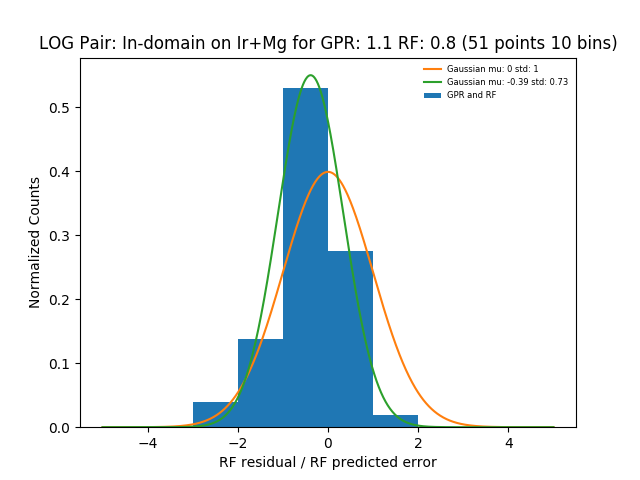 LOG Pair: In-domain on Ir+Mg for GPR: 1.1 RF: 0.8 (51 points 10 bins)
Gaussian mu: 0 std: 1
Gaussian mu: -0.39 std: 0.73
GPR and RF
Normalized Counts
0.5
0.4
0.3
0.2
0.1
0.0
−4 −2 0 2 4
RF residual / RF predicted error